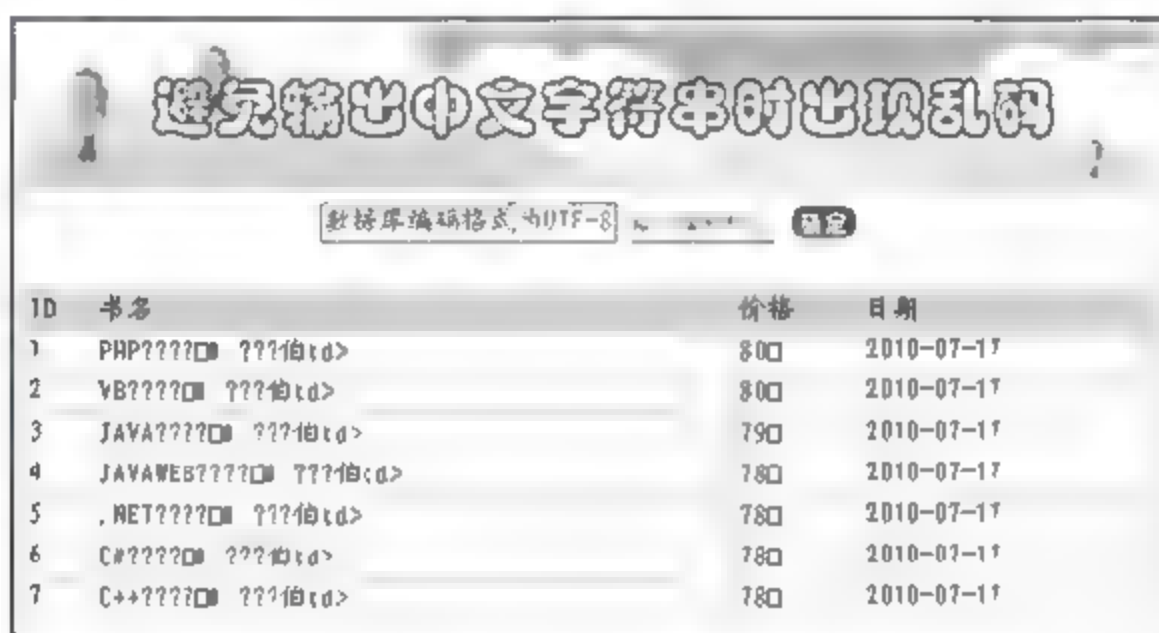 避免输出中文字符串时出现乱码
数据库编码格式为UTF-8 确定
ID 书名 价格 日期
1 PHP????□■ ???伯td> 80□ 2010-07-17
2 VB????□■ ???伯td> 80□ 2010-07-17
3 JAVA????□■ ???伯td> 79□ 2010-07-17
4 JAVAWEB????□■ ???伯td> 78□ 2010-07-17
5 .NET????□■ ???伯td> 78□ 2010-07-17
6 C#????□■ ???伯td> 78□ 2010-07-17
7 C++????□■ ???伯td> 78□ 2010-07-17